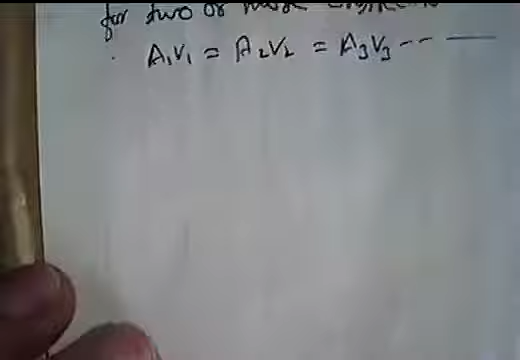 for two or more
∴ A₁V₁ = A₂V₂ = A₃V₃ -- —